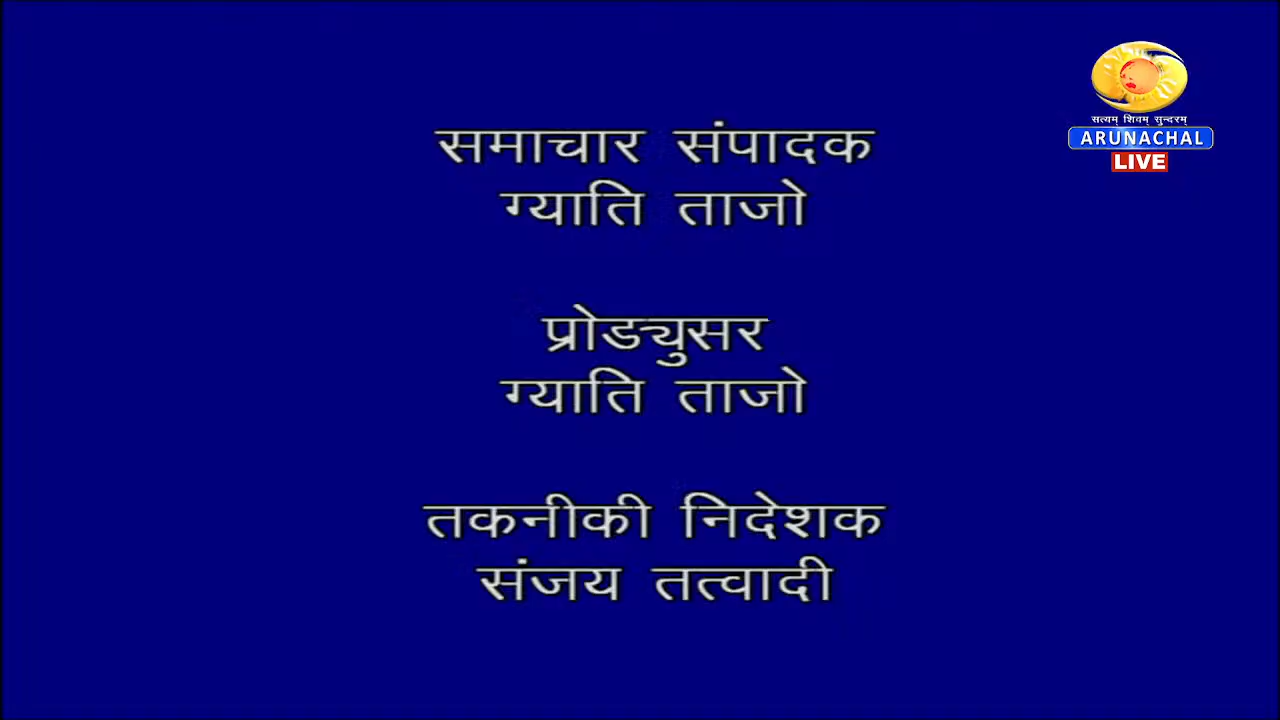 सत्यम् शिवम् सुन्दरम्
ARUNACHAL
LIVE
समाचार संपादक
ग्याति ताजो
प्रोड्युसर
ग्याति ताजो
तकनीकी निदेशक
संजय तत्वादी